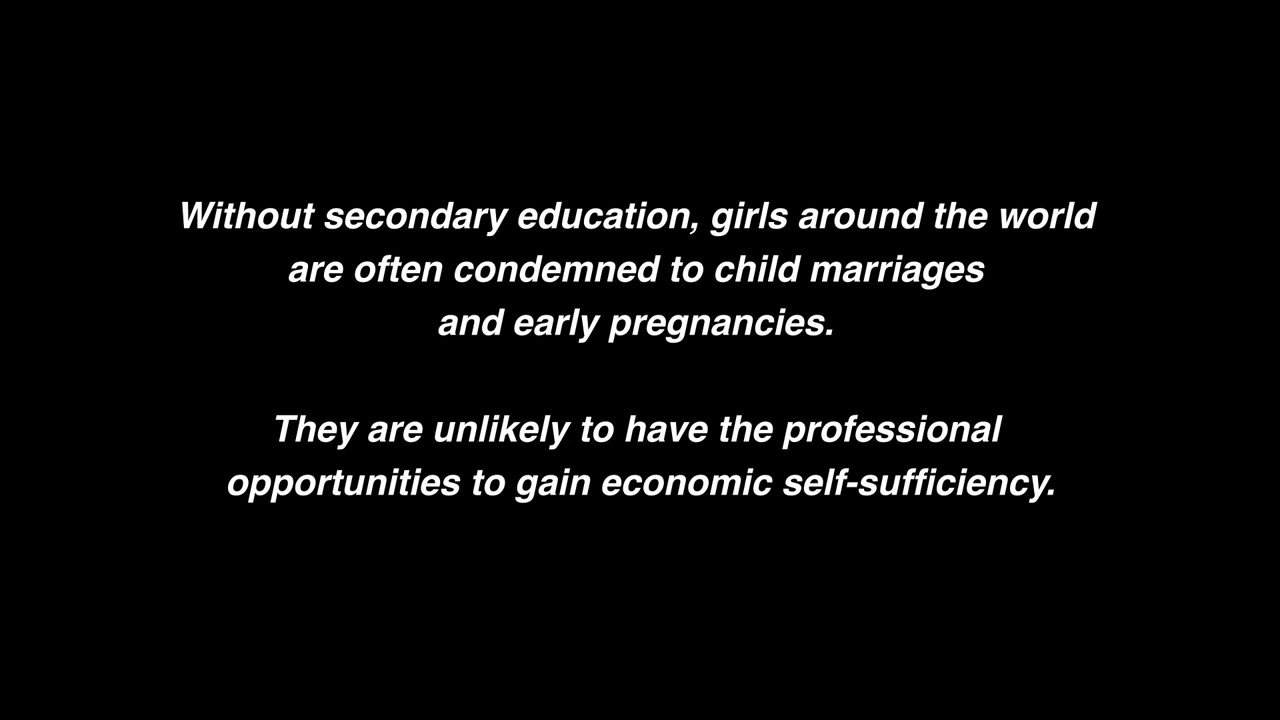 Without secondary education, girls around the world
are often condemned to child marriages
and early pregnancies.
They are unlikely to have the professional
opportunities to gain economic self-sufficiency.